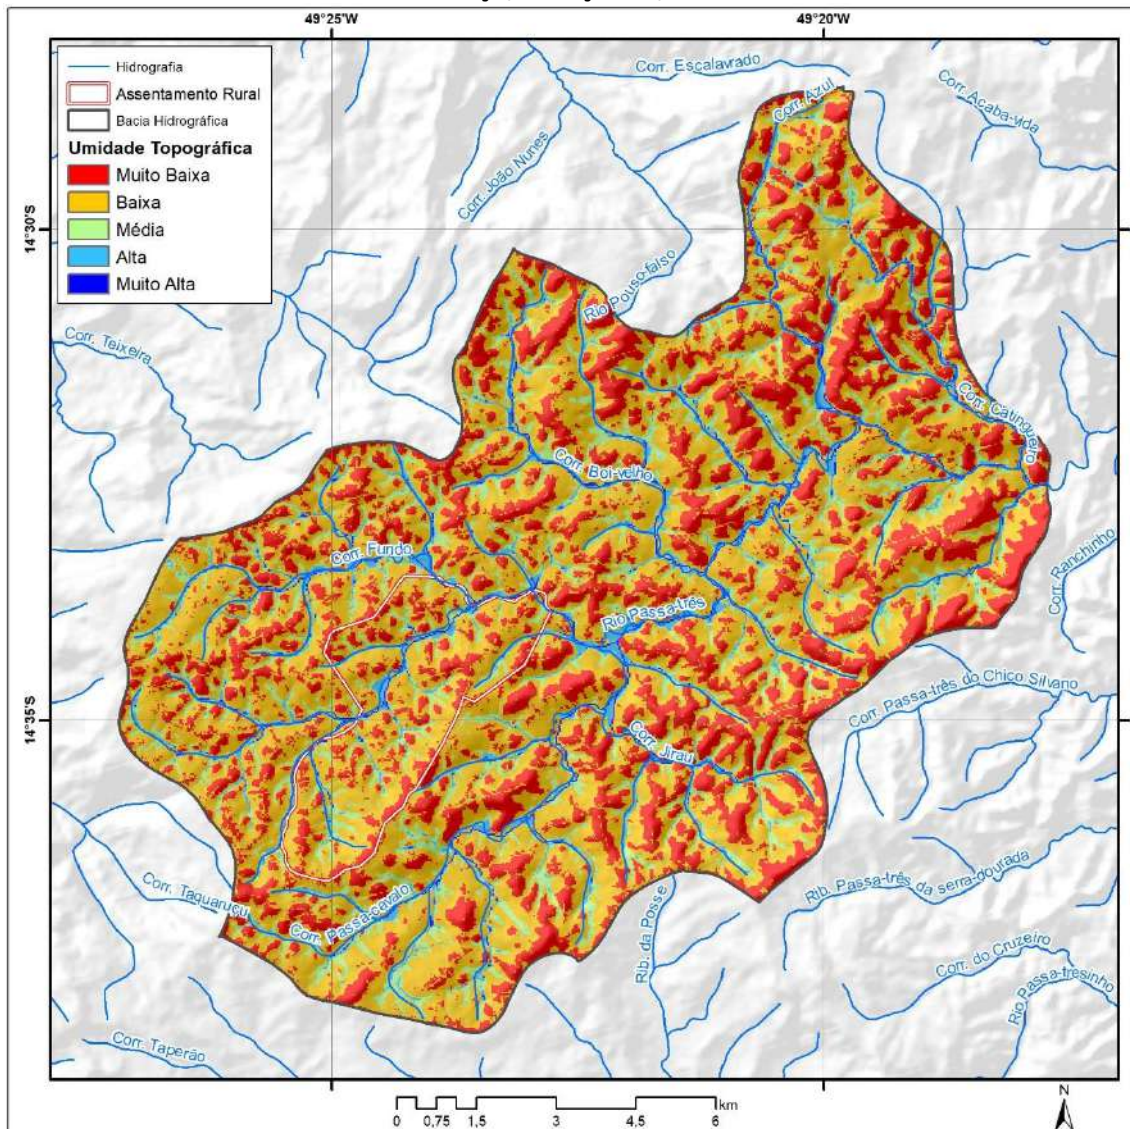 49°25'W
49°20'W
Hidrografia
Assentamento Rural
Bacia Hidrográfica
Umidade Topográfica
Muito Baixa
Baixa
Média
Alta
Muito Alta
Corr. Escalavrado
Corr. Azul
Corr. Acaba-vida
Corr. João Nunes
14°30'S
Rio Pouso-falso
Corr. Teixeira
Corr. Catingueiro
Corr. Boi-velho
Corr. Fundo
Corr. Ranchinho
Rio Passa-três
Corr. Passa-três do Chico Silvano
14°35'S
Corr. Jirau
Rib. Passa-três da serra-dourada
Corr. Taquaruçu
Corr. Passa-cavalo
Rib. da Posse
Corr. do Cruzeiro
Rio Passa-tresinho
Corr. Taperão
N
km
0 0,75 1,5 3 4,5 6